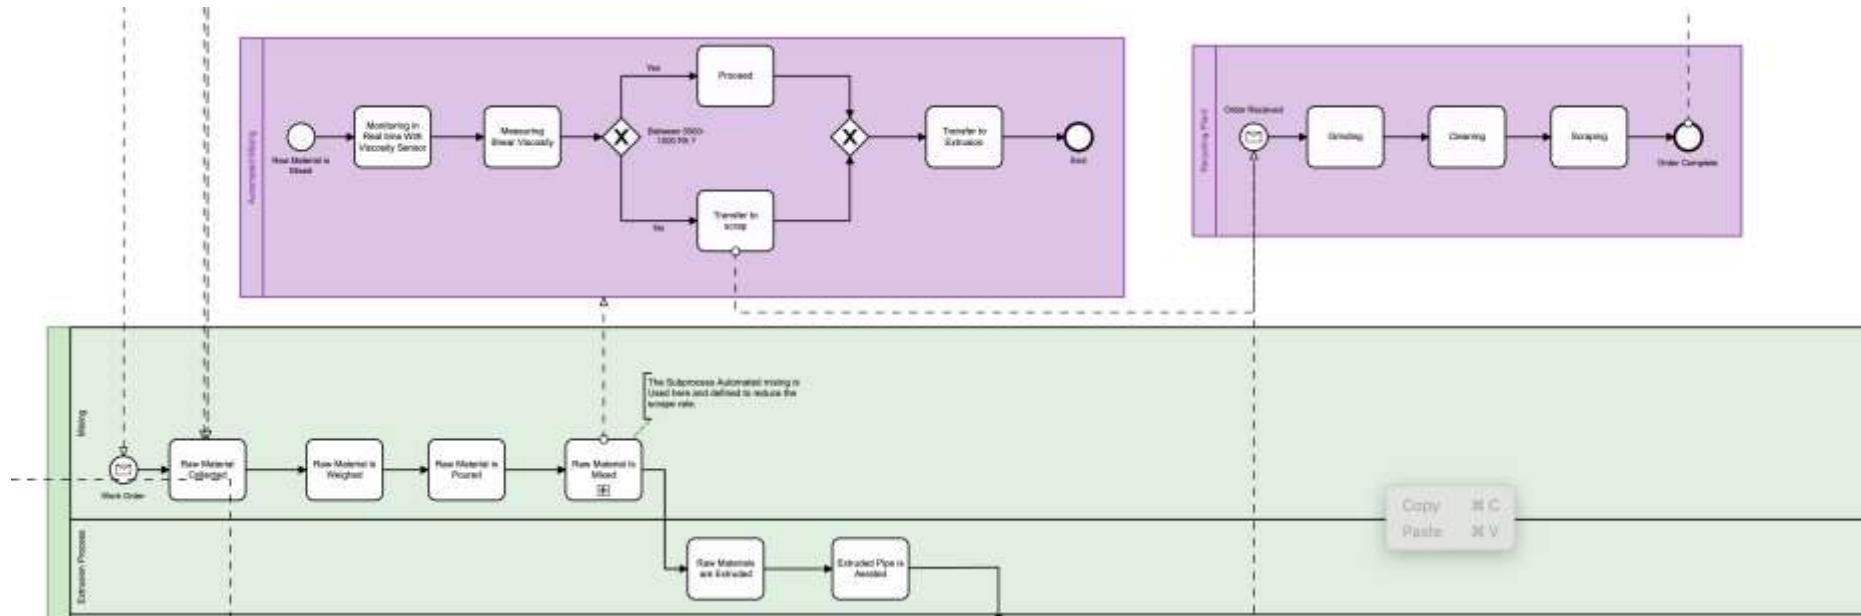 Automated Mixing
Raw Material is
Mixed
Monitoring in
Real time With
Viscosity Sensor
Measuring
Shear Viscosity
Yes
No
Proceed
Transfer to
scrap
Transfer to
Extrusion
End
Recycling Plant
Order Recieved
Grinding
Cleaning
Scraping
Order Complete
The Subprocess Automated mixing is
Used here and defined to reduce the
scrape rate.
Mixing
Work Order
Raw Material
Collected
Raw Material is
Weighed
Raw Material is
Poured
Raw Material is
Mixed
Extrusion Process
Raw Materials
are Extruded
Extruded Pipe is
Aerated
Copy ⌘ C
Paste ⌘ V